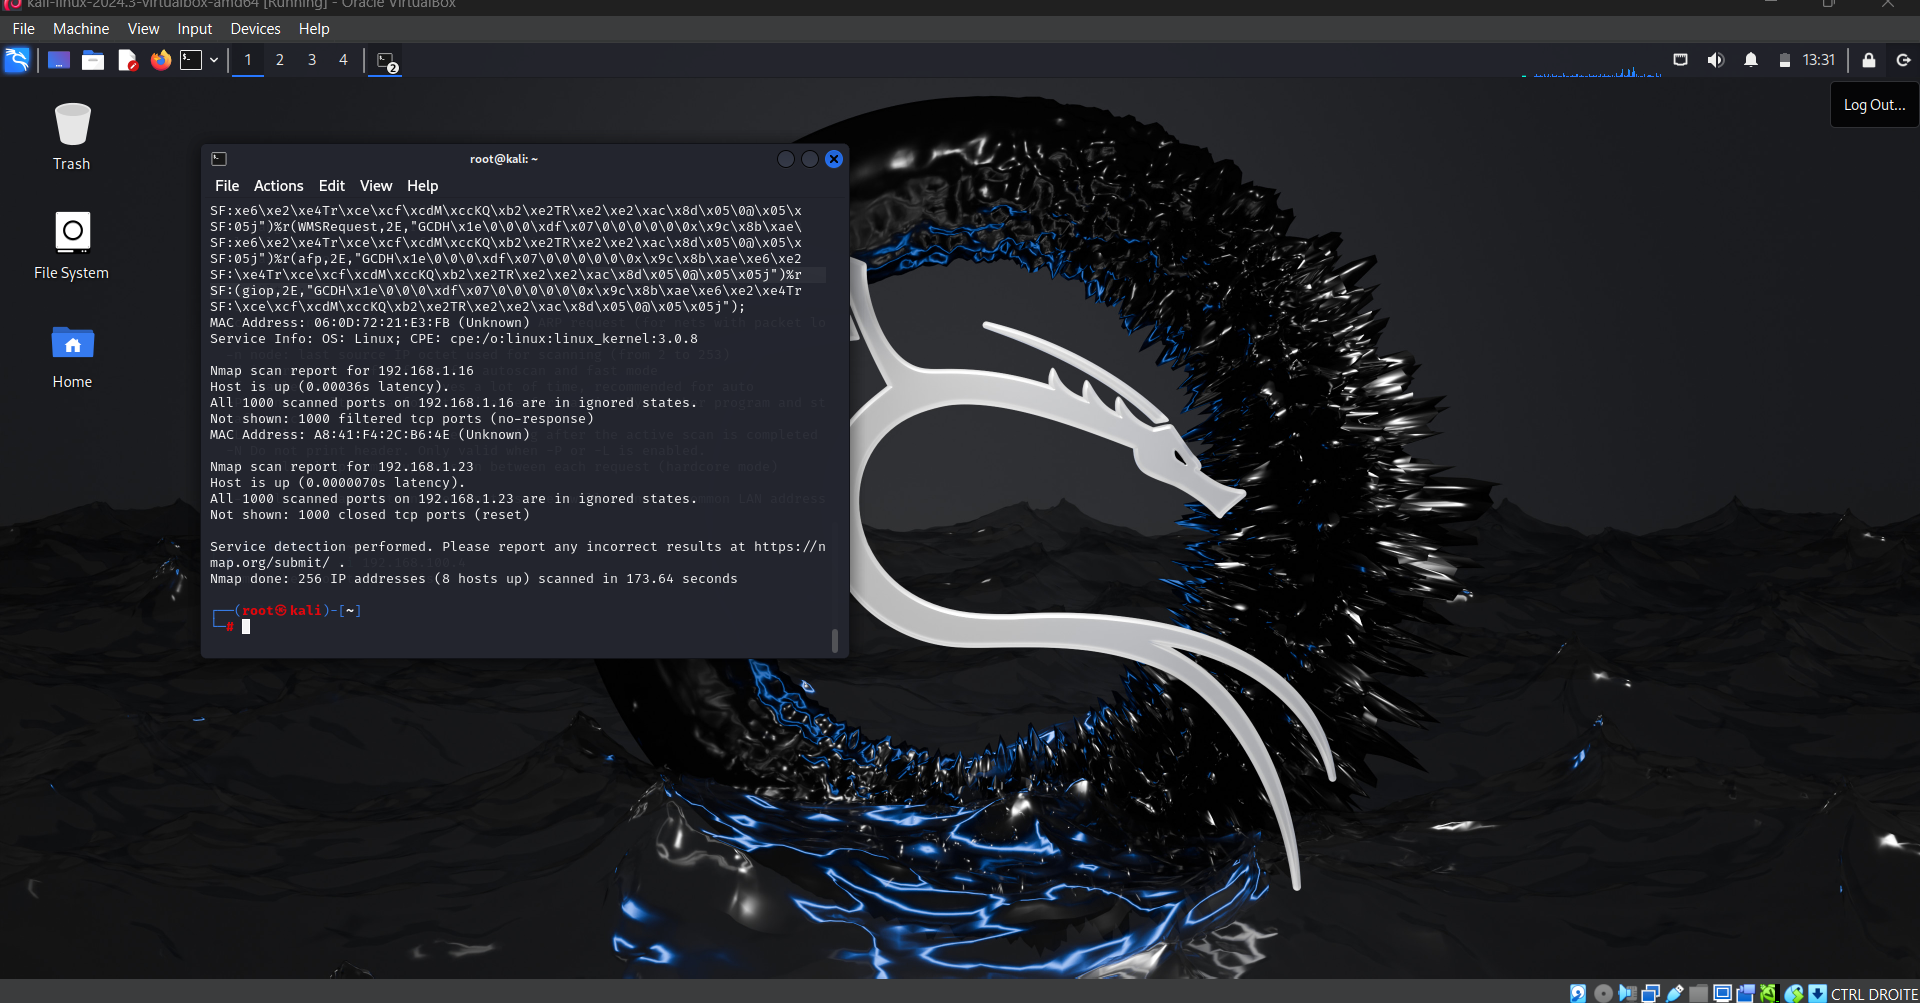 kali-linux-2024.3-virtualbox-amd64 [Running] - Oracle VirtualBox
File Machine View Input Devices Help
1 2 3 4 2 13:31
Log Out...
Trash
File System
Home
root@kali: ~
File Actions Edit View Help
SF:xe6\xe2\xe4Tr\xce\xcf\xcdM\xccKQ\xb2\xe2TR\xe2\xe2\xac\x8d\x05\0@\x05\x
SF:05j")%r(WMSRequest,2E,"GCDH\x1e\0\0\0\xdf\x07\0\0\0\0\0\0x\x9c\x8b\xae\
SF:xe6\xe2\xe4Tr\xce\xcf\xcdM\xccKQ\xb2\xe2TR\xe2\xe2\xac\x8d\x05\0@\x05\x
SF:05j")%r(afp,2E,"GCDH\x1e\0\0\0\xdf\x07\0\0\0\0\0\0x\x9c\x8b\xae\xe6\xe2
SF:\xe4Tr\xce\xcf\xcdM\xccKQ\xb2\xe2TR\xe2\xe2\xac\x8d\x05\0@\x05\x05j")%r
SF:(giop,2E,"GCDH\x1e\0\0\0\xdf\x07\0\0\0\0\0\0x\x9c\x8b\xae\xe6\xe2\xe4Tr
SF:\xce\xcf\xcdM\xccKQ\xb2\xe2TR\xe2\xe2\xac\x8d\x05\0@\x05\x05j");
MAC Address: 06:0D:72:21:E3:FB (Unknown)
Service Info: OS: Linux; CPE: cpe:/o:linux:linux_kernel:3.0.8
Nmap scan report for 192.168.1.16
Host is up (0.00036s latency).
All 1000 scanned ports on 192.168.1.16 are in ignored states.
Not shown: 1000 filtered tcp ports (no-response)
MAC Address: A8:41:F4:2C:B6:4E (Unknown)
Nmap scan report for 192.168.1.23
Host is up (0.0000070s latency).
All 1000 scanned ports on 192.168.1.23 are in ignored states.
Not shown: 1000 closed tcp ports (reset)
Service detection performed. Please report any incorrect results at https://n
map.org/submit/ .
Nmap done: 256 IP addresses (8 hosts up) scanned in 173.64 seconds
(root㉿kali)-[~]
#
CTRL DROITE